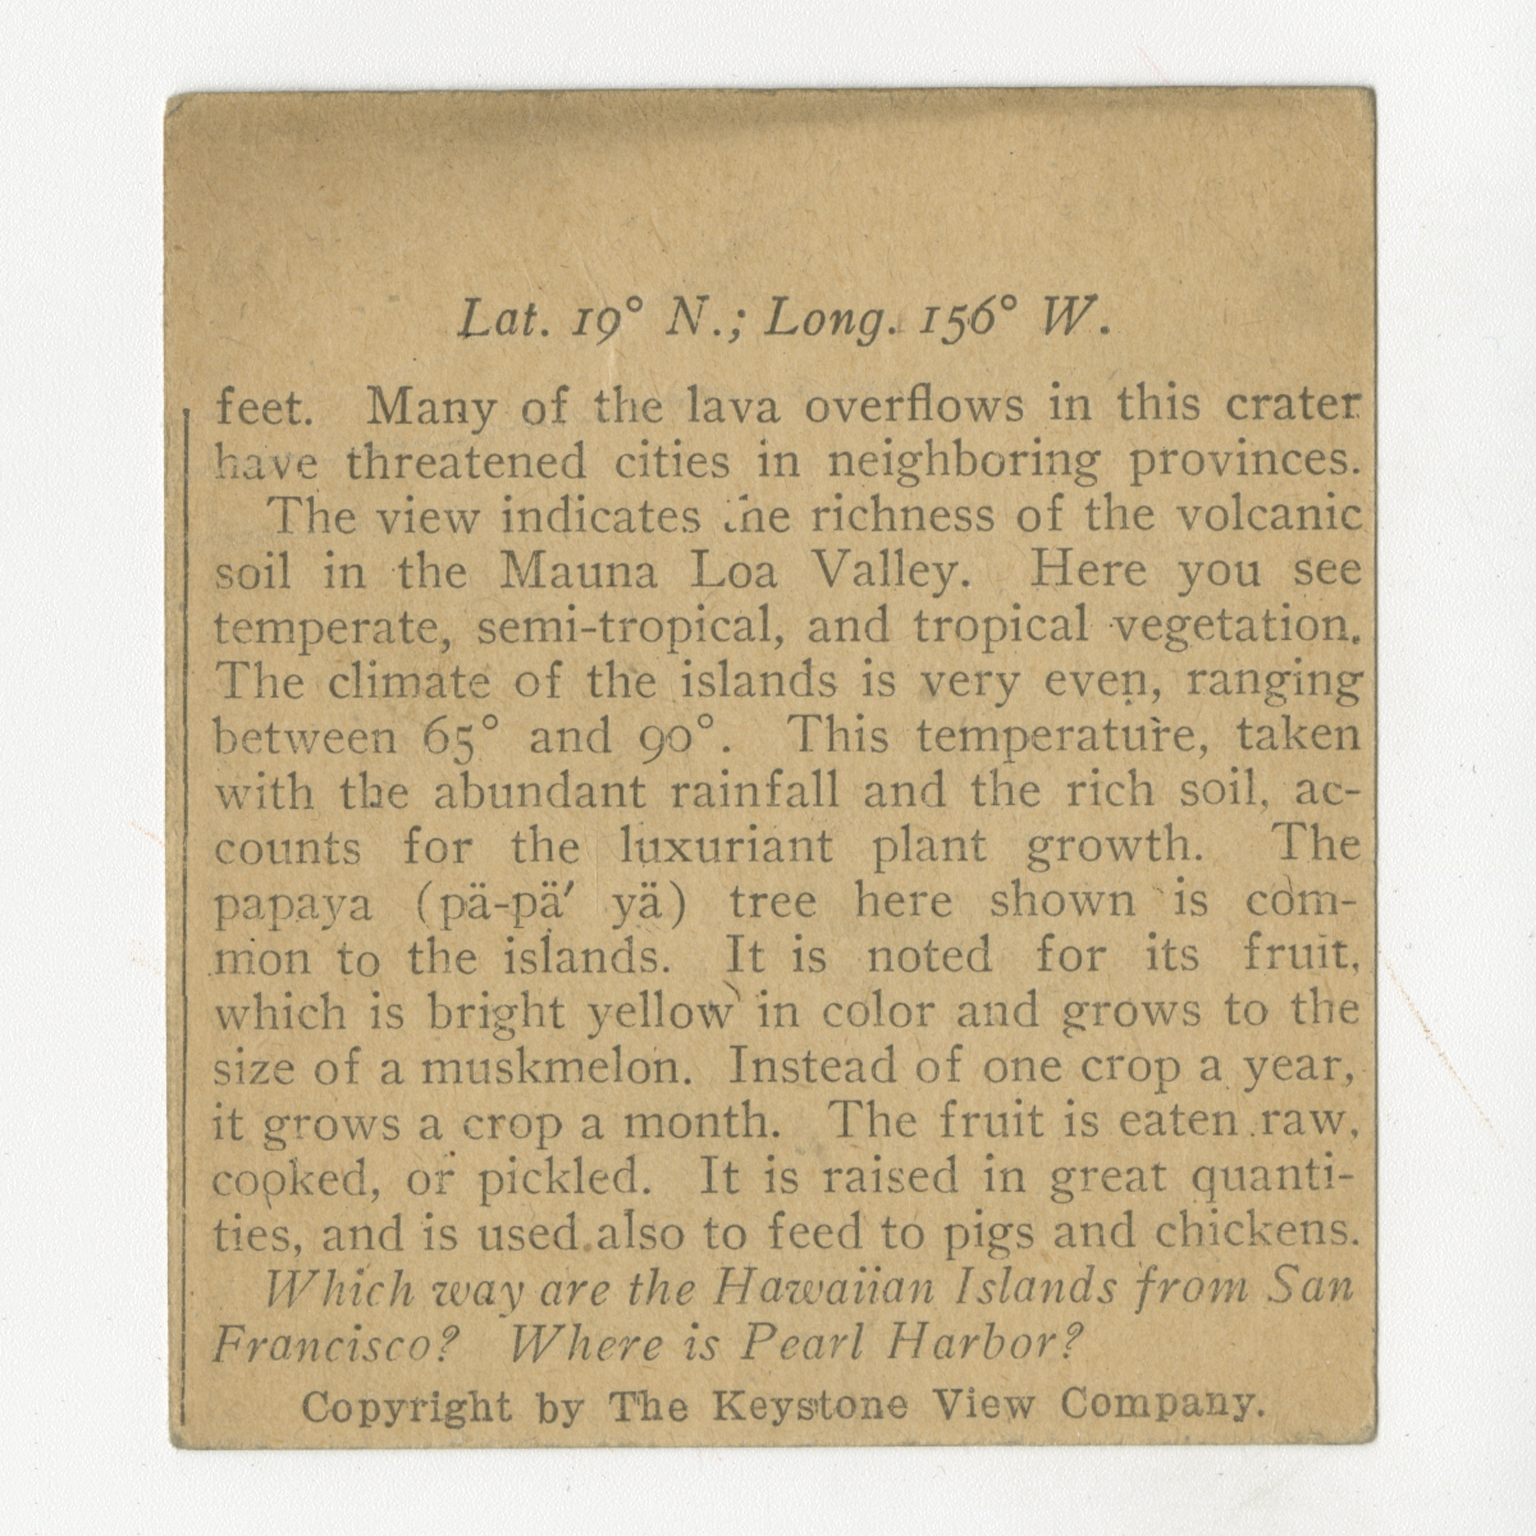 Lat. 19° N.; Long. 156° W.
feet. Many of the lava overflows in this crater
have threatened cities in neighboring provinces.
The view indicates the richness of the volcanic
soil in the Mauna Loa Valley. Here you see
temperate, semi-tropical, and tropical vegetation.
The climate of the islands is very even, ranging
between 65° and 90°. This temperature, taken
with the abundant rainfall and the rich soil, ac-
counts for the luxuriant plant growth. The
papaya (pä-pä′ yä) tree here shown is com-
mon to the islands. It is noted for its fruit,
which is bright yellow in color and grows to the
size of a muskmelon. Instead of one crop a year,
it grows a crop a month. The fruit is eaten raw,
cooked, or pickled. It is raised in great quanti-
ties, and is used also to feed to pigs and chickens.
Which way are the Hawaiian Islands from San
Francisco? Where is Pearl Harbor?
Copyright by The Keystone View Company.